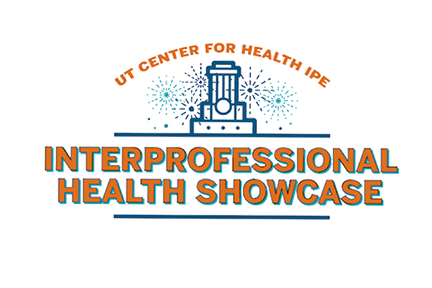 UT CENTER FOR HEALTH IPE
INTERPROFESSIONAL
HEALTH SHOWCASE